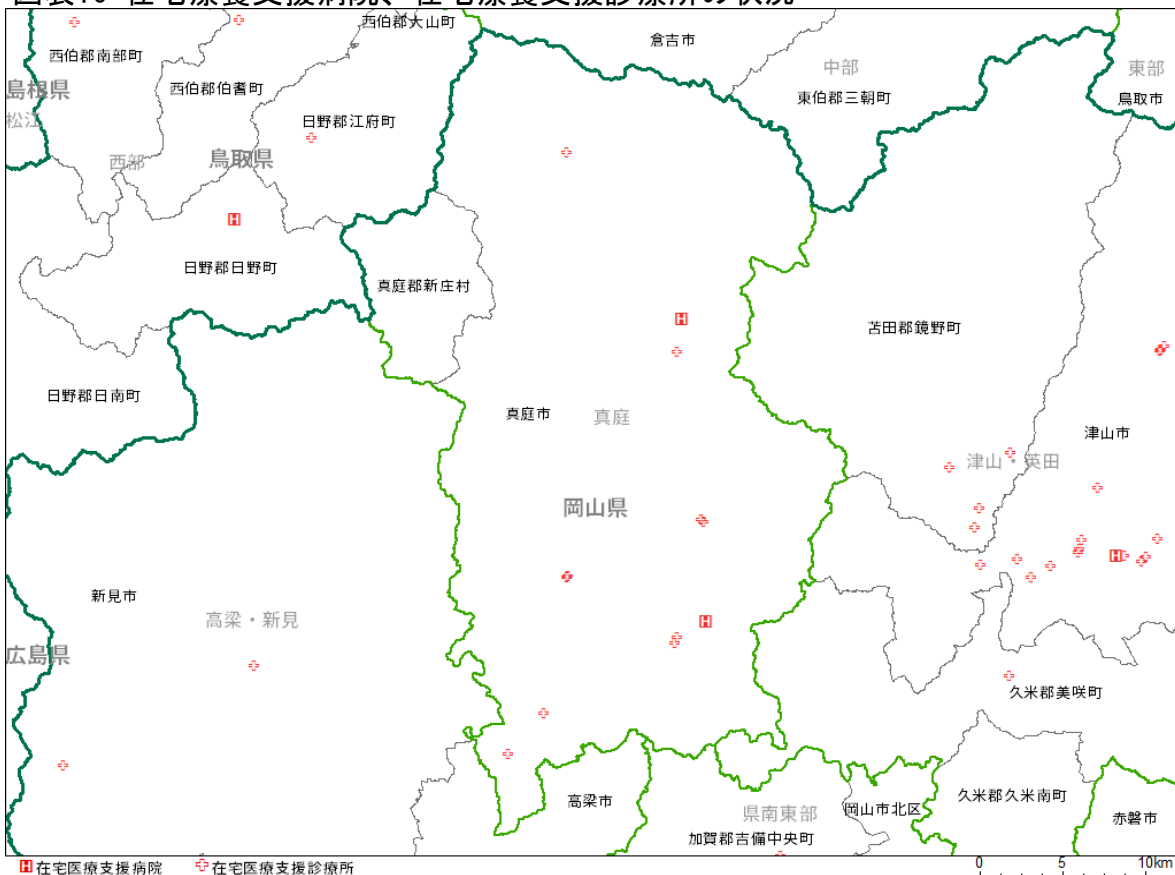 西伯郡大山町
倉吉市
西伯郡南部町
中部
東部
島根県
西伯郡伯耆町
東伯郡三朝町
鳥取市
松江
日野郡江府町
西部
鳥取県
日野郡日野町
真庭郡新庄村
苫田郡鏡野町
日野郡日南町
真庭市
真庭
津山市
津山・英田
岡山県
新見市
高梁・新見
広島県
久米郡美咲町
高梁市
県南東部
岡山市北区
久米郡久米南町
赤磐市
加賀郡吉備中央町
H在宅医療支援病院
在宅医療支援診療所
0 5 10km